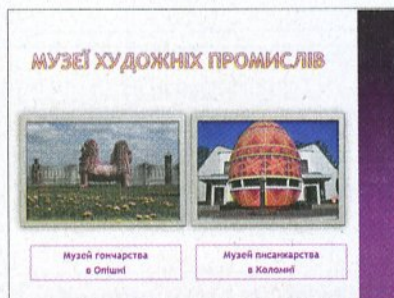 МУЗЕЇ ХУДОЖНІХ ПРОМИСЛІВ
Музей гончарства
в Опішні
Музей писанкарства
в Коломиї